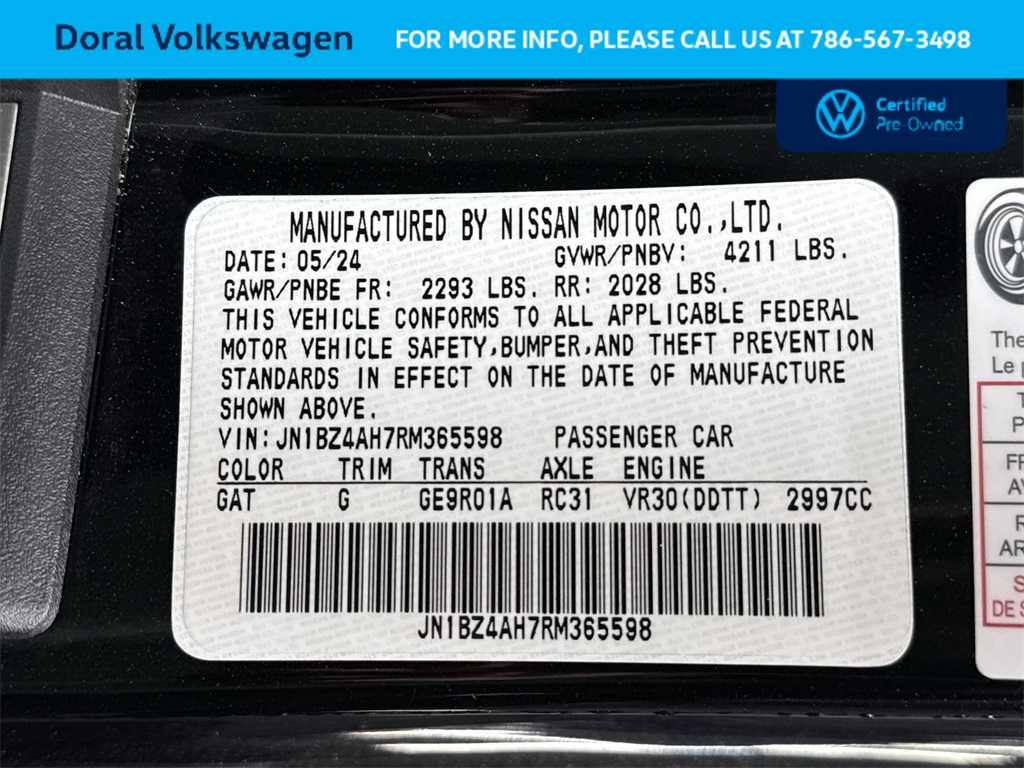 Doral Volkswagen
FOR MORE INFO, PLEASE CALL US AT 786-567-3498
Certified
Pre-Owned
MANUFACTURED BY NISSAN MOTOR CO.,LTD.
DATE: 05/24 GVWR/PNBV: 4211 LBS.
GAWR/PNBE FR: 2293 LBS. RR: 2028 LBS.
THIS VEHICLE CONFORMS TO ALL APPLICABLE FEDERAL
MOTOR VEHICLE SAFETY,BUMPER,AND THEFT PREVENTION
STANDARDS IN EFFECT ON THE DATE OF MANUFACTURE
SHOWN ABOVE.
VIN:JN1BZ4AH7RM365598 PASSENGER CAR
COLOR TRIM TRANS AXLE ENGINE
GAT G GE9R01A RC31 VR30(DDTT) 2997CC
JN1BZ4AH7RM365598
The
Le
DE